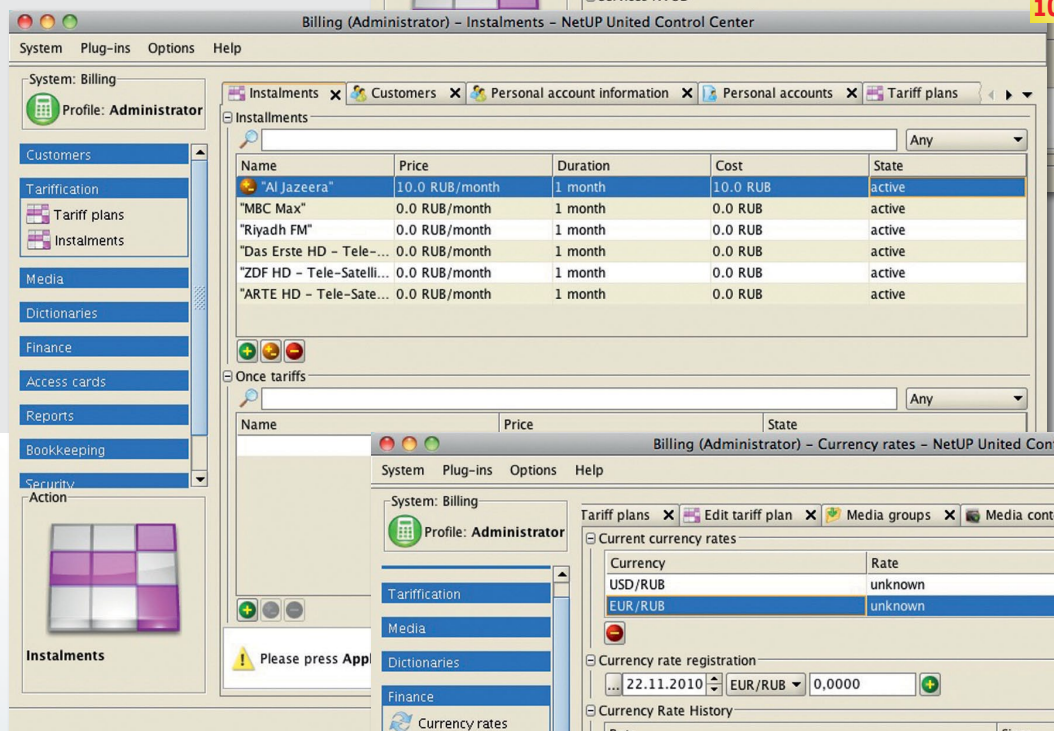 10
Billing (Administrator) – Instalments – NetUP United Control Center
System Plug-ins Options Help
System: Billing
Profile: Administrator
Customers
Tariffication
Tariff plans
Instalments
Media
Dictionaries
Finance
Access cards
Reports
Bookkeeping
Security
Action
Instalments
Instalments Customers Personal account information Personal accounts Tariff plans
Installments
Any
Name Price Duration Cost State
"Al Jazeera" 10.0 RUB/month 1 month 10.0 RUB active
"MBC Max" 0.0 RUB/month 1 month 0.0 RUB active
"Riyadh FM" 0.0 RUB/month 1 month 0.0 RUB active
"Das Erste HD – Tele-... 0.0 RUB/month 1 month 0.0 RUB active
"ZDF HD – Tele-Satelli... 0.0 RUB/month 1 month 0.0 RUB active
"ARTE HD – Tele-Sate... 0.0 RUB/month 1 month 0.0 RUB active
Once tariffs
Any
Name Price State
Please press Appl
Billing (Administrator) – Currency rates – NetUP United Con
System Plug-ins Options Help
System: Billing
Profile: Administrator
Tariffication
Media
Dictionaries
Finance
Currency rates
Tariff plans Edit tariff plan Media groups Media cont
Current currency rates
Currency Rate
USD/RUB unknown
EUR/RUB unknown
Currency rate registration
... 22.11.2010 EUR/RUB 0,0000
Currency Rate History